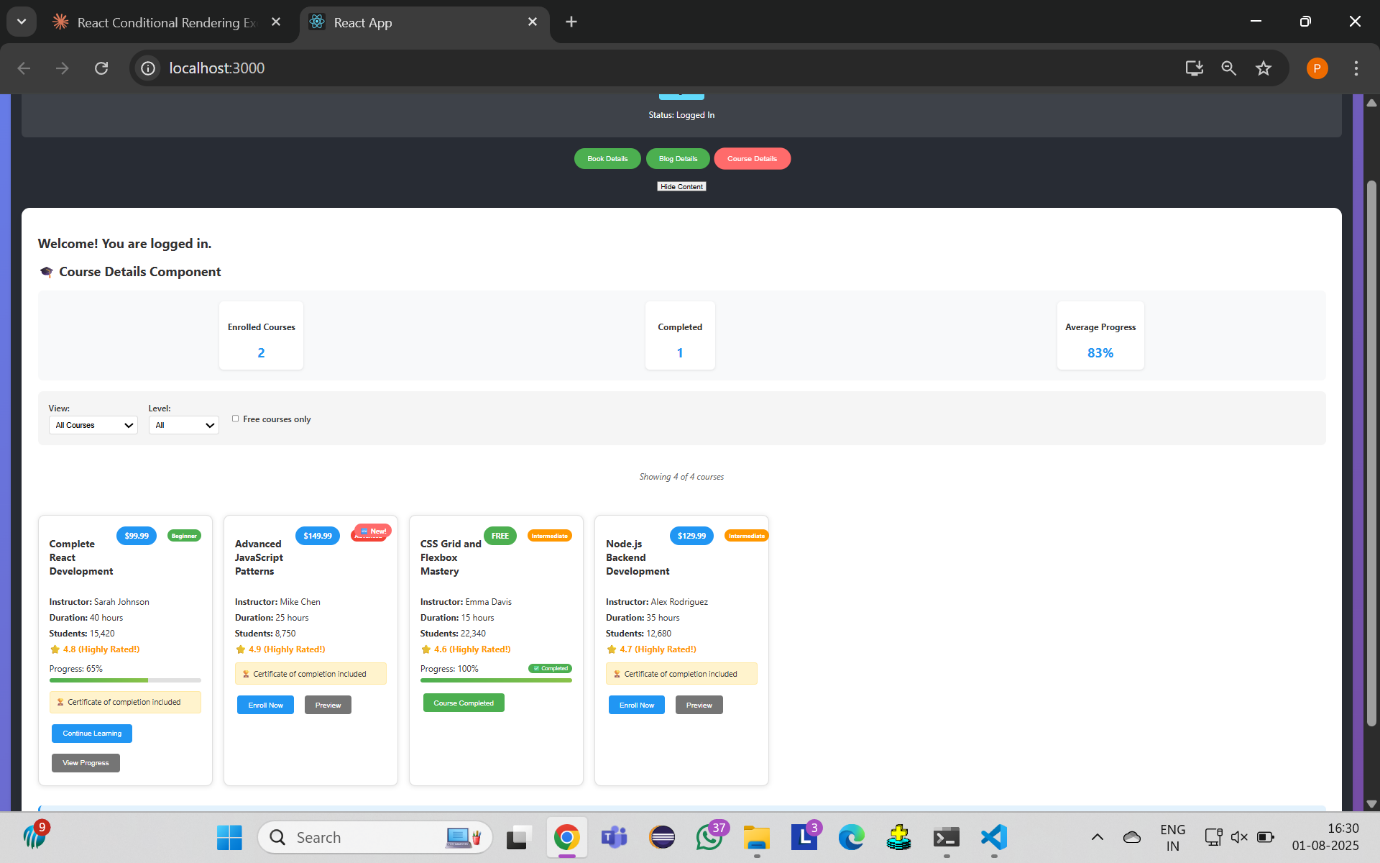 React Conditional Rendering Ex
React App
localhost:3000
P
Status: Logged In
Book Details
Blog Details
Course Details
Hide Content
Welcome! You are logged in.
🎓 Course Details Component
Enrolled Courses
2
Completed
1
Average Progress
83%
View:
All Courses
Level:
All
Free courses only
Showing 4 of 4 courses
Complete React Development
$99.99
Beginner
Instructor: Sarah Johnson
Duration: 40 hours
Students: 15,420
⭐ 4.8 (Highly Rated!)
Progress: 65%
Certificate of completion included
Continue Learning
View Progress
Advanced JavaScript Patterns
$149.99
New!
Instructor: Mike Chen
Duration: 25 hours
Students: 8,750
⭐ 4.9 (Highly Rated!)
Certificate of completion included
Enroll Now
Preview
CSS Grid and Flexbox Mastery
FREE
Intermediate
Instructor: Emma Davis
Duration: 15 hours
Students: 22,340
⭐ 4.6 (Highly Rated!)
Progress: 100%
Completed
Course Completed
Node.js Backend Development
$129.99
Intermediate
Instructor: Alex Rodriguez
Duration: 35 hours
Students: 12,680
⭐ 4.7 (Highly Rated!)
Certificate of completion included
Enroll Now
Preview
9
Search
37
3
L
ENG
IN
16:30
01-08-2025